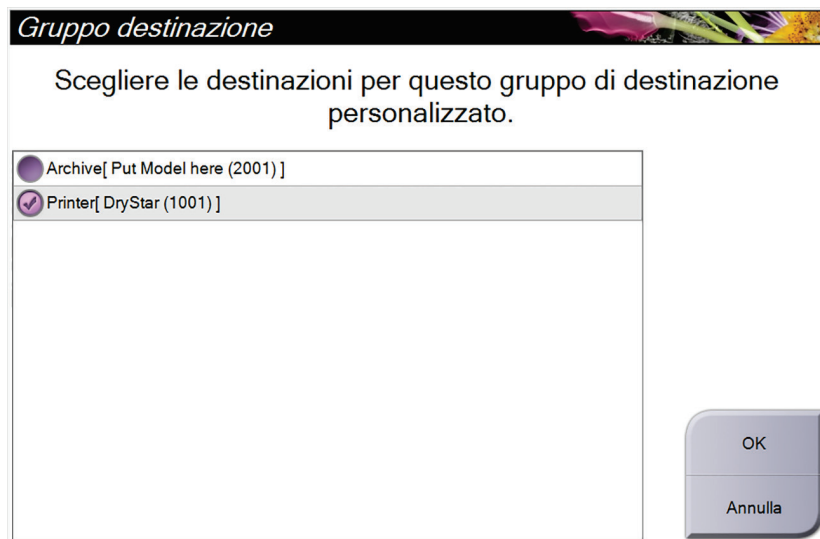 Gruppo destinazione
Scegliere le destinazioni per questo gruppo di destinazione
personalizzato.
Archive[ Put Model here (2001) ]
Printer[ DryStar (1001) ]
OK
Annulla